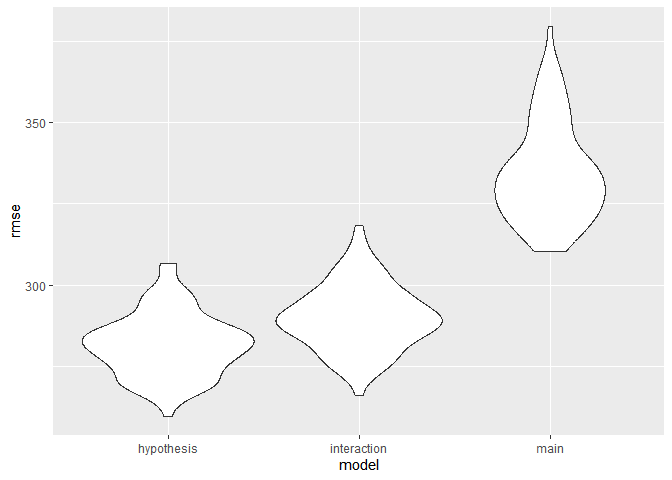 rmse
350
300
hypothesis interaction main
model